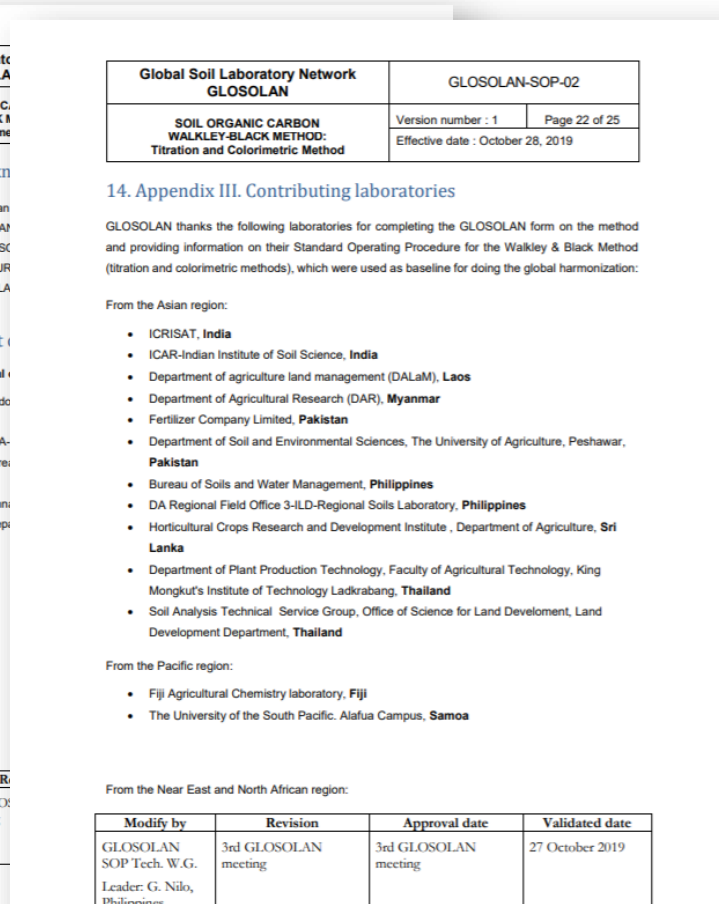 Global Soil Laboratory Network
GLOSOLAN
GLOSOLAN-SOP-02
SOIL ORGANIC CARBON
WALKLEY-BLACK METHOD:
Titration and Colorimetric Method
Version number : 1
Page 22 of 25
Effective date : October 28, 2019
14. Appendix III. Contributing laboratories
GLOSOLAN thanks the following laboratories for completing the GLOSOLAN form on the method
and providing information on their Standard Operating Procedure for the Walkley & Black Method
(titration and colorimetric methods), which were used as baseline for doing the global harmonization:
From the Asian region:
• ICRISAT, India
• ICAR-Indian Institute of Soil Science, India
• Department of agriculture land management (DALaM), Laos
• Department of Agricultural Research (DAR), Myanmar
• Fertilizer Company Limited, Pakistan
• Department of Soil and Environmental Sciences, The University of Agriculture, Peshawar,
Pakistan
• Bureau of Soils and Water Management, Philippines
• DA Regional Field Office 3-ILD-Regional Soils Laboratory, Philippines
• Horticultural Crops Research and Development Institute , Department of Agriculture, Sri
Lanka
• Department of Plant Production Technology, Faculty of Agricultural Technology, King
Mongkut's Institute of Technology Ladkrabang, Thailand
• Soil Analysis Technical Service Group, Office of Science for Land Develoment, Land
Development Department, Thailand
From the Pacific region:
• Fiji Agricultural Chemistry laboratory, Fiji
• The University of the South Pacific. Alafua Campus, Samoa
From the Near East and North African region:
Modify by
Revision
Approval date
Validated date
GLOSOLAN
SOP Tech. W.G.
3rd GLOSOLAN
meeting
3rd GLOSOLAN
meeting
27 October 2019
Leader: G. Nilo,
Philippines